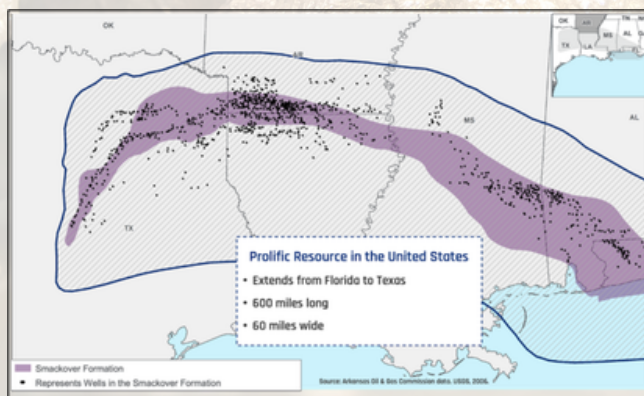 OK
AR
MS
AL
TX
OK
AR
TN
MS
AL
TX
LA
Prolific Resource in the United States
• Extends from Florida to Texas
• 600 miles long
• 60 miles wide
Smackover Formation
Represents Wells in the Smackover Formation
Source: Arkansas Oil & Gas Commission data. USGS, 2006.